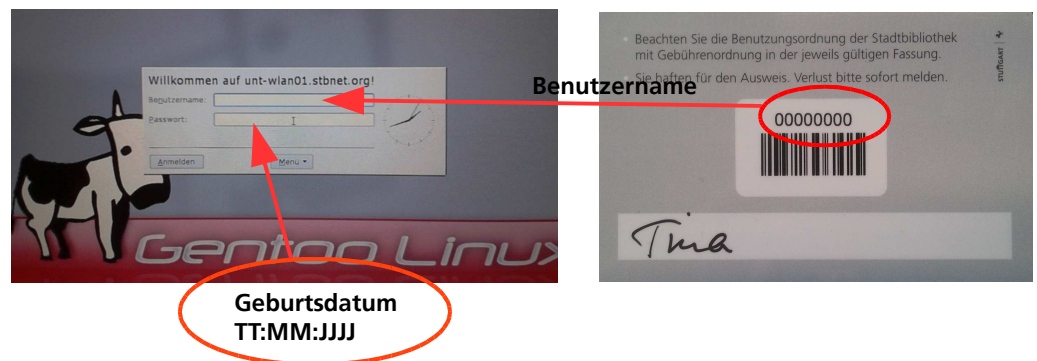 Willkommen auf unt-wlan01.stbnet.org!
Benutzername:
Passwort:
Anmelden
Menu
Gentoo Linux
Geburtsdatum
TT:MM:JJJJ
Benutzername
Beachten Sie die Benutzungsordnung der Stadtbibliothek
mit Gebührenordnung in der jeweils gültigen Fassung.
Sie haften für den Ausweis. Verlust bitte sofort melden.
STUTTGART
00000000
Tina